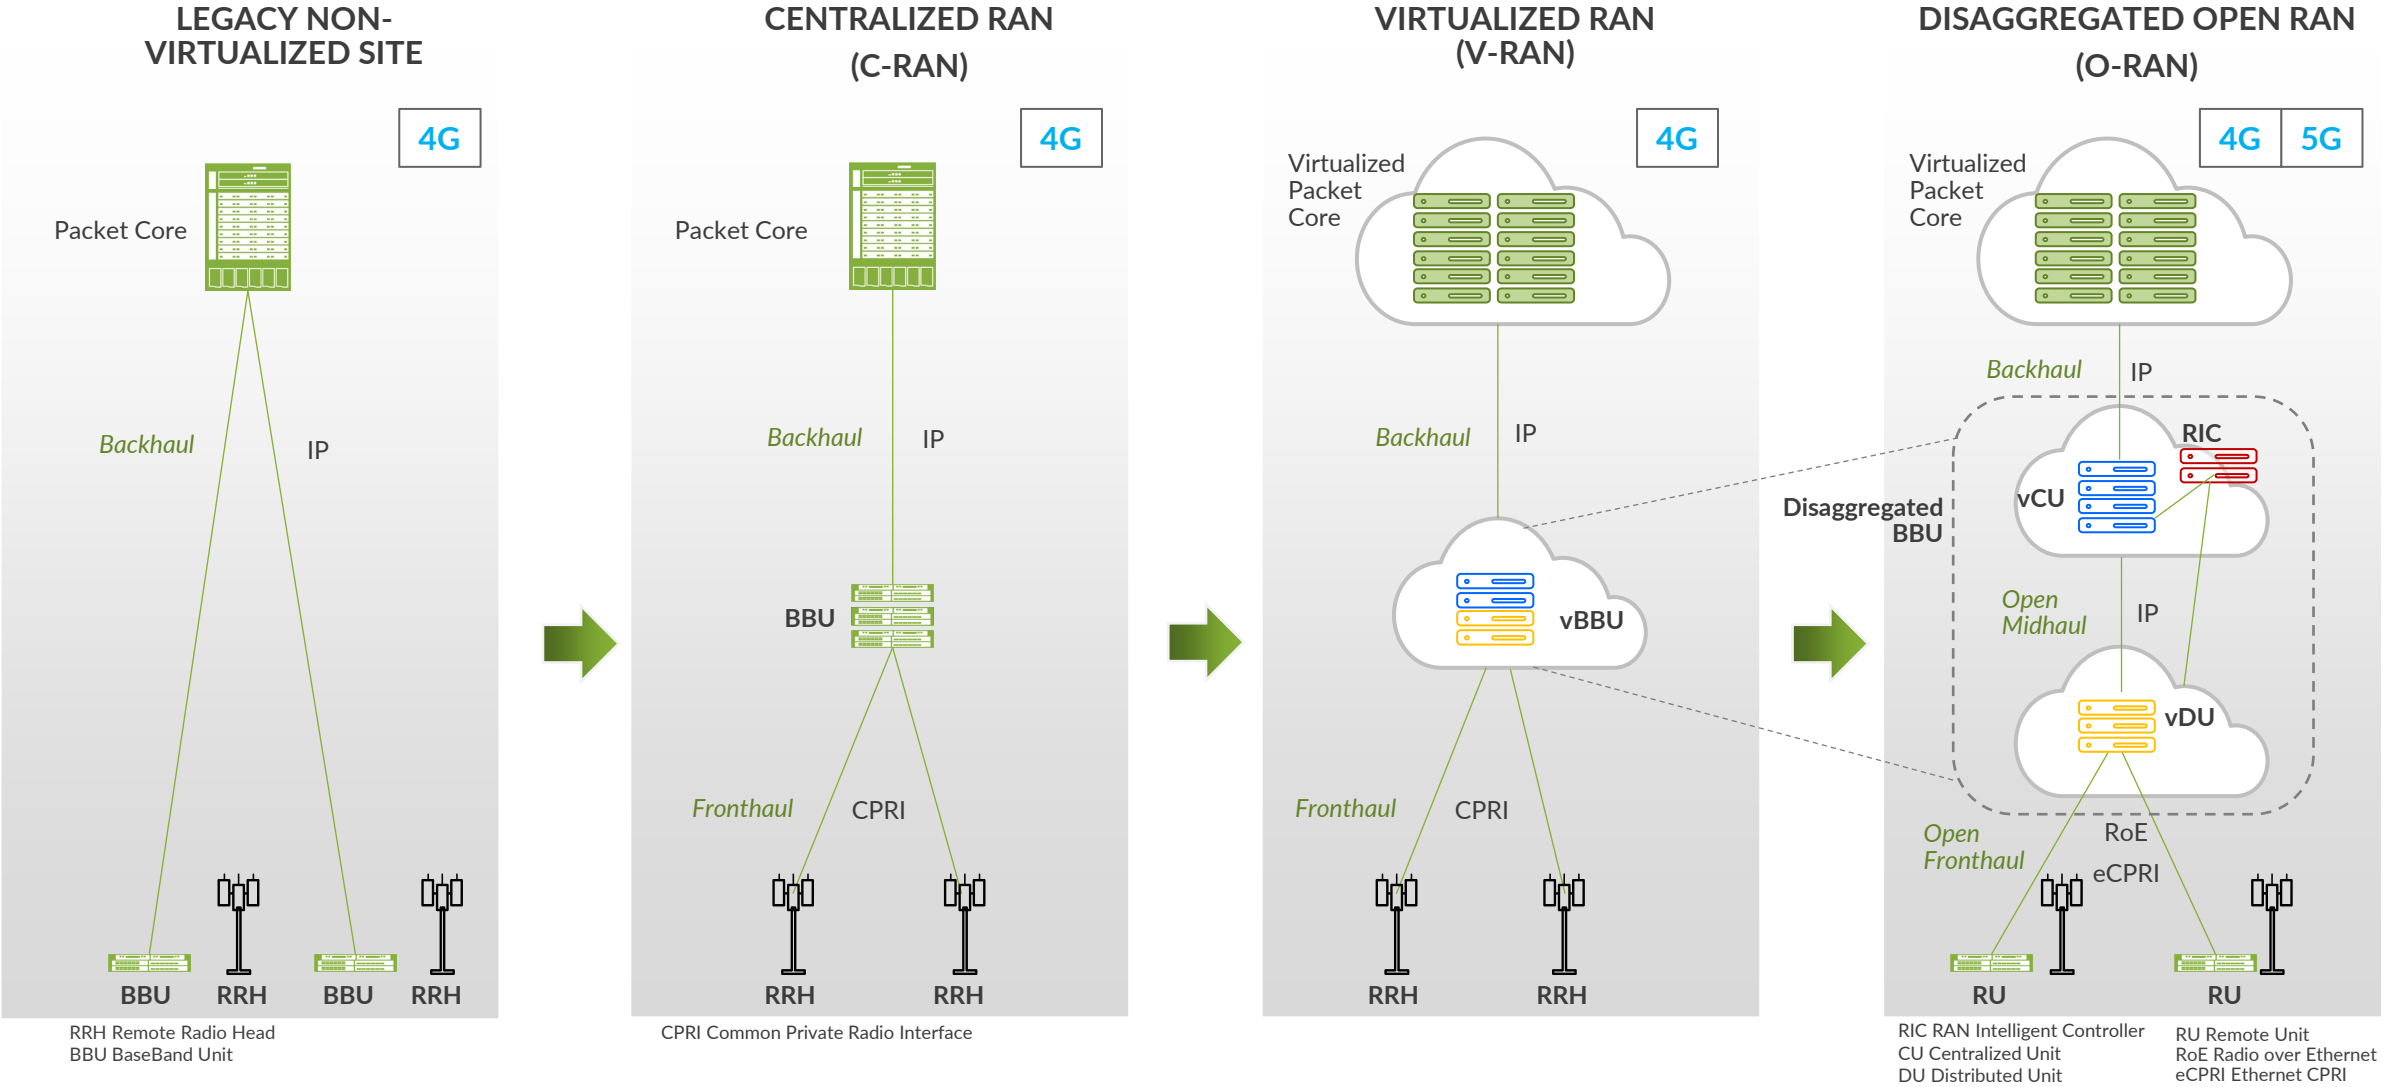 LEGACY NON-
VIRTUALIZED SITE
4G
Packet Core
Backhaul
IP
BBU
RRH
BBU
RRH
RRH Remote Radio Head
BBU BaseBand Unit
CENTRALIZED RAN
(C-RAN)
4G
Packet Core
Backhaul
IP
BBU
Fronthaul
CPRI
RRH
RRH
CPRI Common Private Radio Interface
VIRTUALIZED RAN
(V-RAN)
4G
Virtualized
Packet
Core
Backhaul
IP
vBBU
Fronthaul
CPRI
RRH
RRH
DISAGGREGATED OPEN RAN
(O-RAN)
4G
5G
Virtualized
Packet
Core
Backhaul
IP
RIC
vCU
Disaggregated
BBU
Open
Midhaul
IP
vDU
Open
Fronthaul
RoE
eCPRI
RU
RU
RIC RAN Intelligent Controller
CU Centralized Unit
DU Distributed Unit
RU Remote Unit
RoE Radio over Ethernet
eCPRI Ethernet CPRI